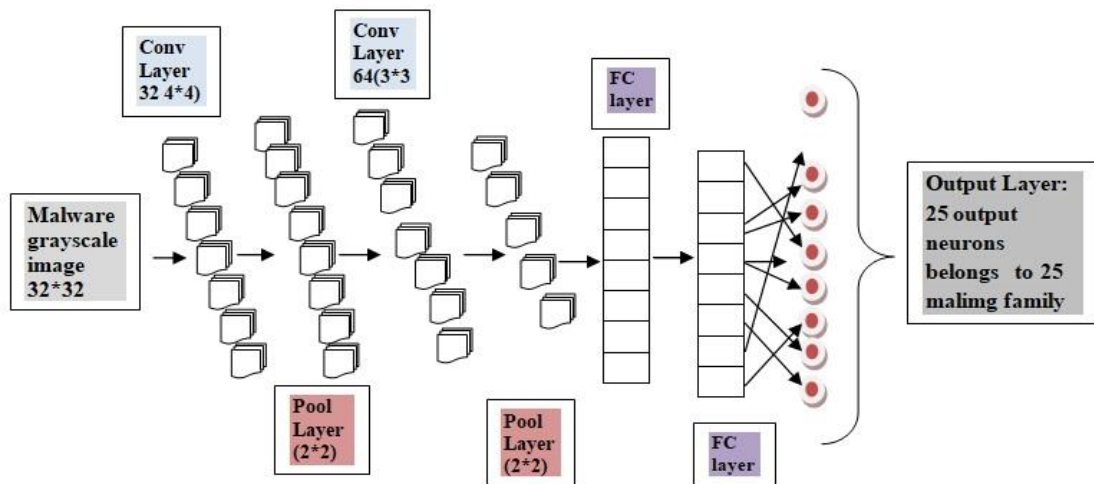 Conv
Layer
32 4*4)
Conv
Layer
64(3*3
FC
layer
Malware
grayscale
image
32*32
Output Layer:
25 output
neurons
belongs to 25
malimg family
Pool
Layer
(2*2)
Pool
Layer
(2*2)
FC
layer